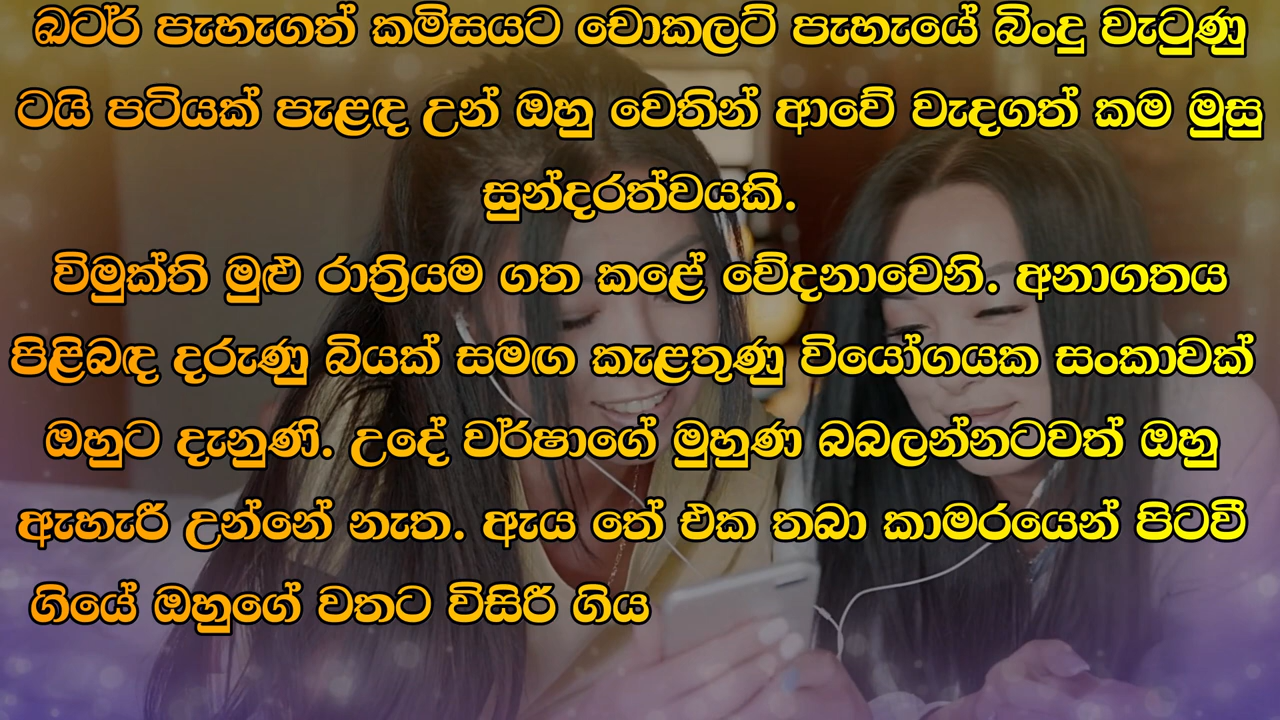 ඛටර් පැහැගත් කමිසයට චොකලට් පැහැයේ බිංදු වැටුණු
ටයි පටියක් පැළඳ උන් ඔහු වෙතින් ආවේ වැදගත් කම මුසු
සුන්දරත්වයකි.
විමුක්ති මුළු රාත්‍රියම ගත කළේ වේදනාවෙනි. අනාගතය
පිළිබඳ දරුණු බියක් සමඟ කැළතුණු වියෝගයක සංකාවක්
ඔහුට දැනුණි. උදේ වර්ෂාගේ මුහුණ බබලන්නටවත් ඔහු
ඇහැරී උන්නේ නැත. ඇය තේ එක තබා කාමරයෙන් පිටවී
ගියේ ඔහුගේ වතට විසිරී ගිය